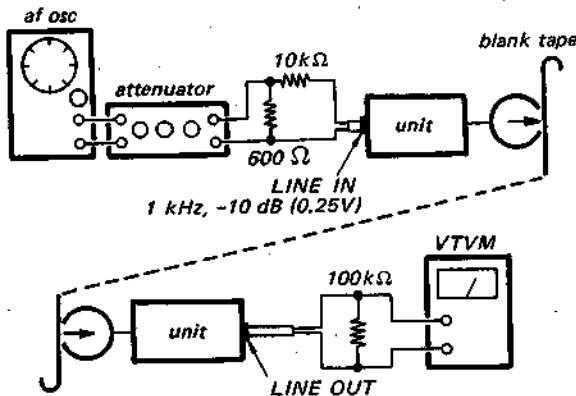 af osc
attenuator
10kΩ
600 Ω
unit
blank tape
LINE IN
1 kHz, -10 dB (0.25V)
unit
LINE OUT
100kΩ
VTVM